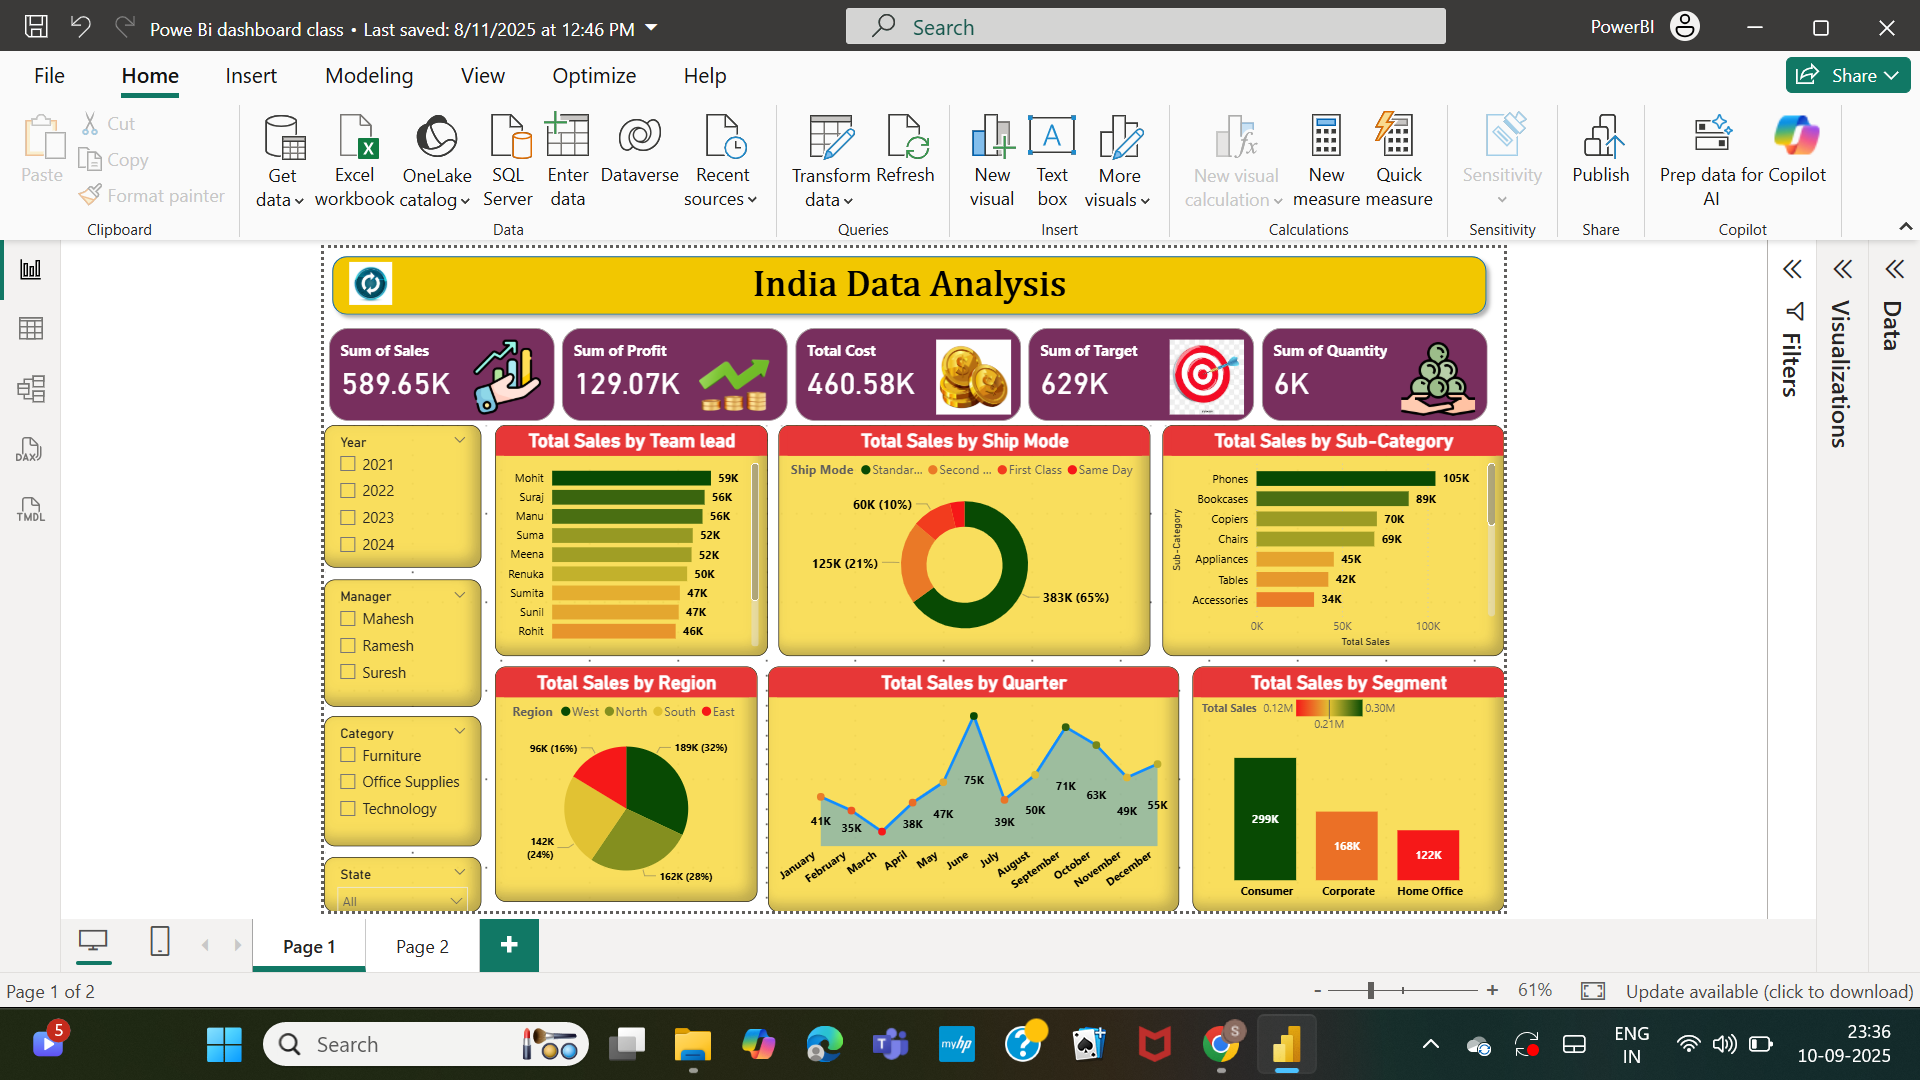 Powe Bi dashboard class • Last saved: 8/11/2025 at 12:46 PM
Search
PowerBI
File Home Insert Modeling View Optimize Help
Share
Paste
Cut
Copy
Format painter
Clipboard
Get data
Excel workbook
OneLake catalog
SQL Server
Enter data
Dataverse
Recent sources
Data
Transform data
Refresh
Queries
New visual
Text box
More visuals
Insert
New visual calculation
New measure
Quick measure
Calculations
Sensitivity
Sensitivity
Publish
Share
Prep data for AI
Copilot
Copilot
DAX
TMDL
India Data Analysis
Sum of Sales
589.65K
Sum of Profit
129.07K
Total Cost
460.58K
Sum of Target
629K
Sum of Quantity
6K
Year
2021
2022
2023
2024
Manager
Mahesh
Ramesh
Suresh
Category
Furniture
Office Supplies
Technology
State
All
Total Sales by Team lead
Mohit 59K
Suraj 56K
Manu 56K
Suma 52K
Meena 52K
Renuka 50K
Sumita 47K
Sunil 47K
Rohit 46K
Total Sales by Ship Mode
Ship Mode Standar... Second ... First Class Same Day
60K (10%)
125K (21%)
383K (65%)
Total Sales by Sub-Category
Sub-Category
Phones 105K
Bookcases 89K
Copiers 70K
Chairs 69K
Appliances 45K
Tables 42K
Accessories 34K
0K 50K 100K
Total Sales
Total Sales by Region
Region West North South East
96K (16%)
189K (32%)
142K
(24%)
162K (28%)
Total Sales by Quarter
41K 35K 38K 47K 75K 39K 50K 71K 63K 49K 55K
January February March April May June July August September October November December
Total Sales by Segment
Total Sales 0.12M 0.30M
0.21M
299K
168K
122K
Consumer Corporate Home Office
Filters
Visualizations
Data
Page 1
Page 2
+
Page 1 of 2
- + 61%
Update available (click to download)
5
Search
myhp
S
ENG
IN
23:36
10-09-2025